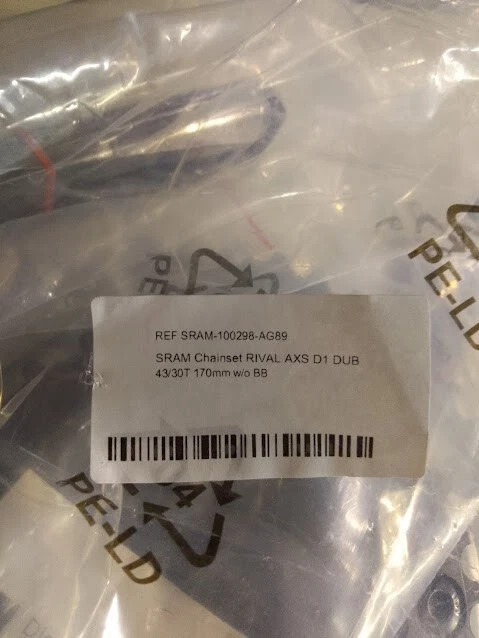 PE-LD
PE-LD
REF SRAM-100298-AG89
SRAM Chainset RIVAL AXS D1 DUB
43/30T 170mm w/o BB
04
PE-LD